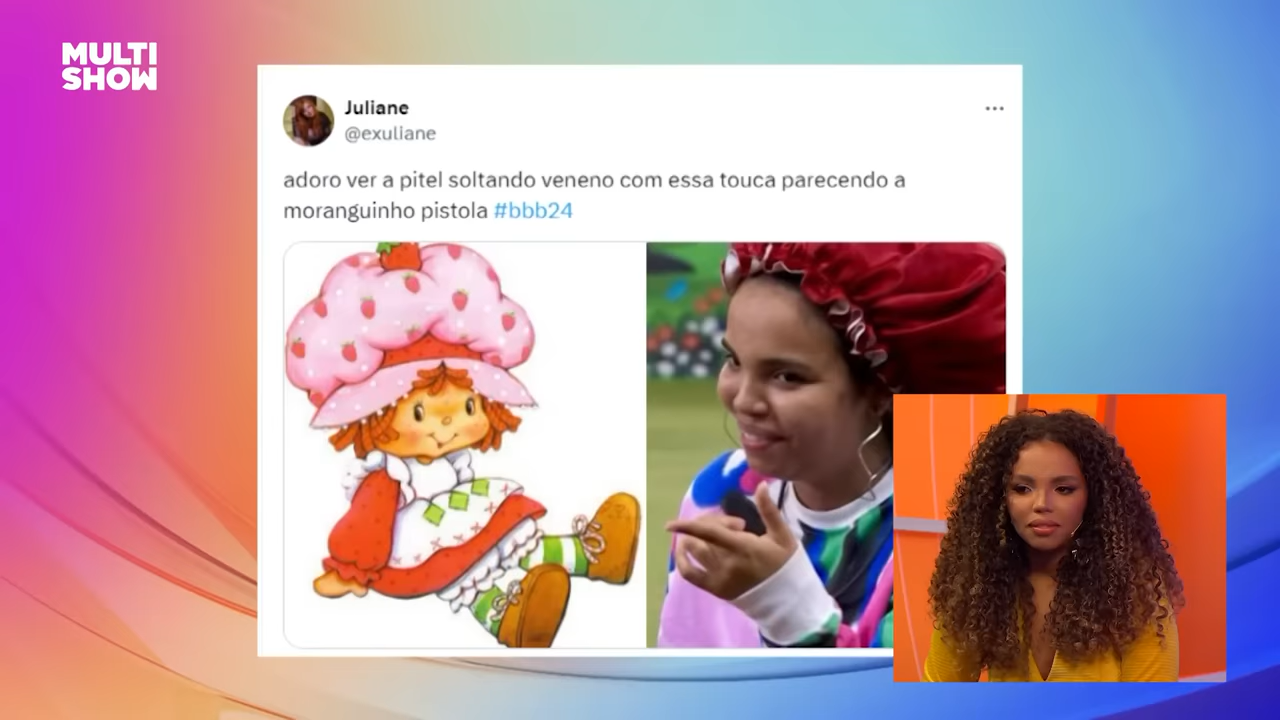 MULTI
SHOW
Juliane
@exuliane
adoro ver a pitel soltando veneno com essa touca parecendo a
moranguinho pistola #bbb24